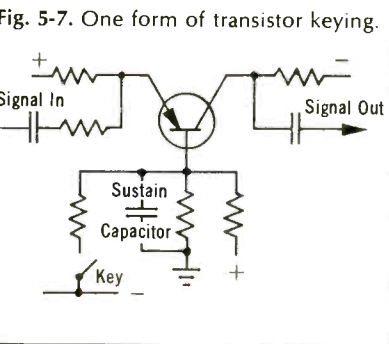 Fig. 5-7. One form of transistor keying.
+
−
Signal In
Signal Out
Sustain
Capacitor
Key
−
+